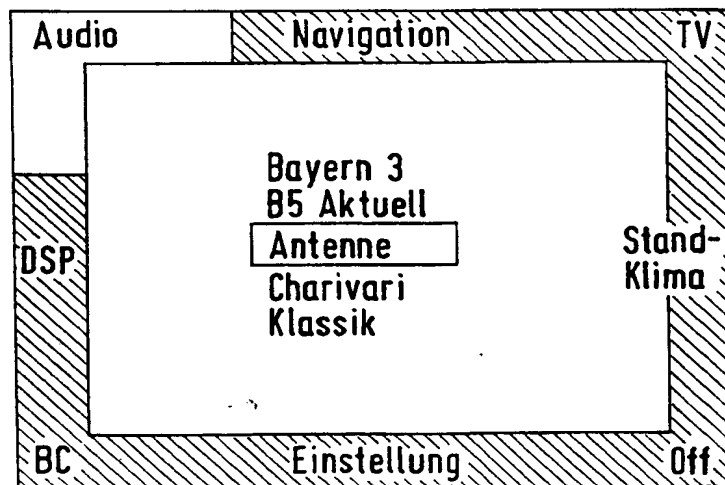 Audio Navigation TV
Bayern 3
B5 Aktuell
Antenne
Charivari
Klassik
DSP
Stand-
Klima
BC Einstellung Off